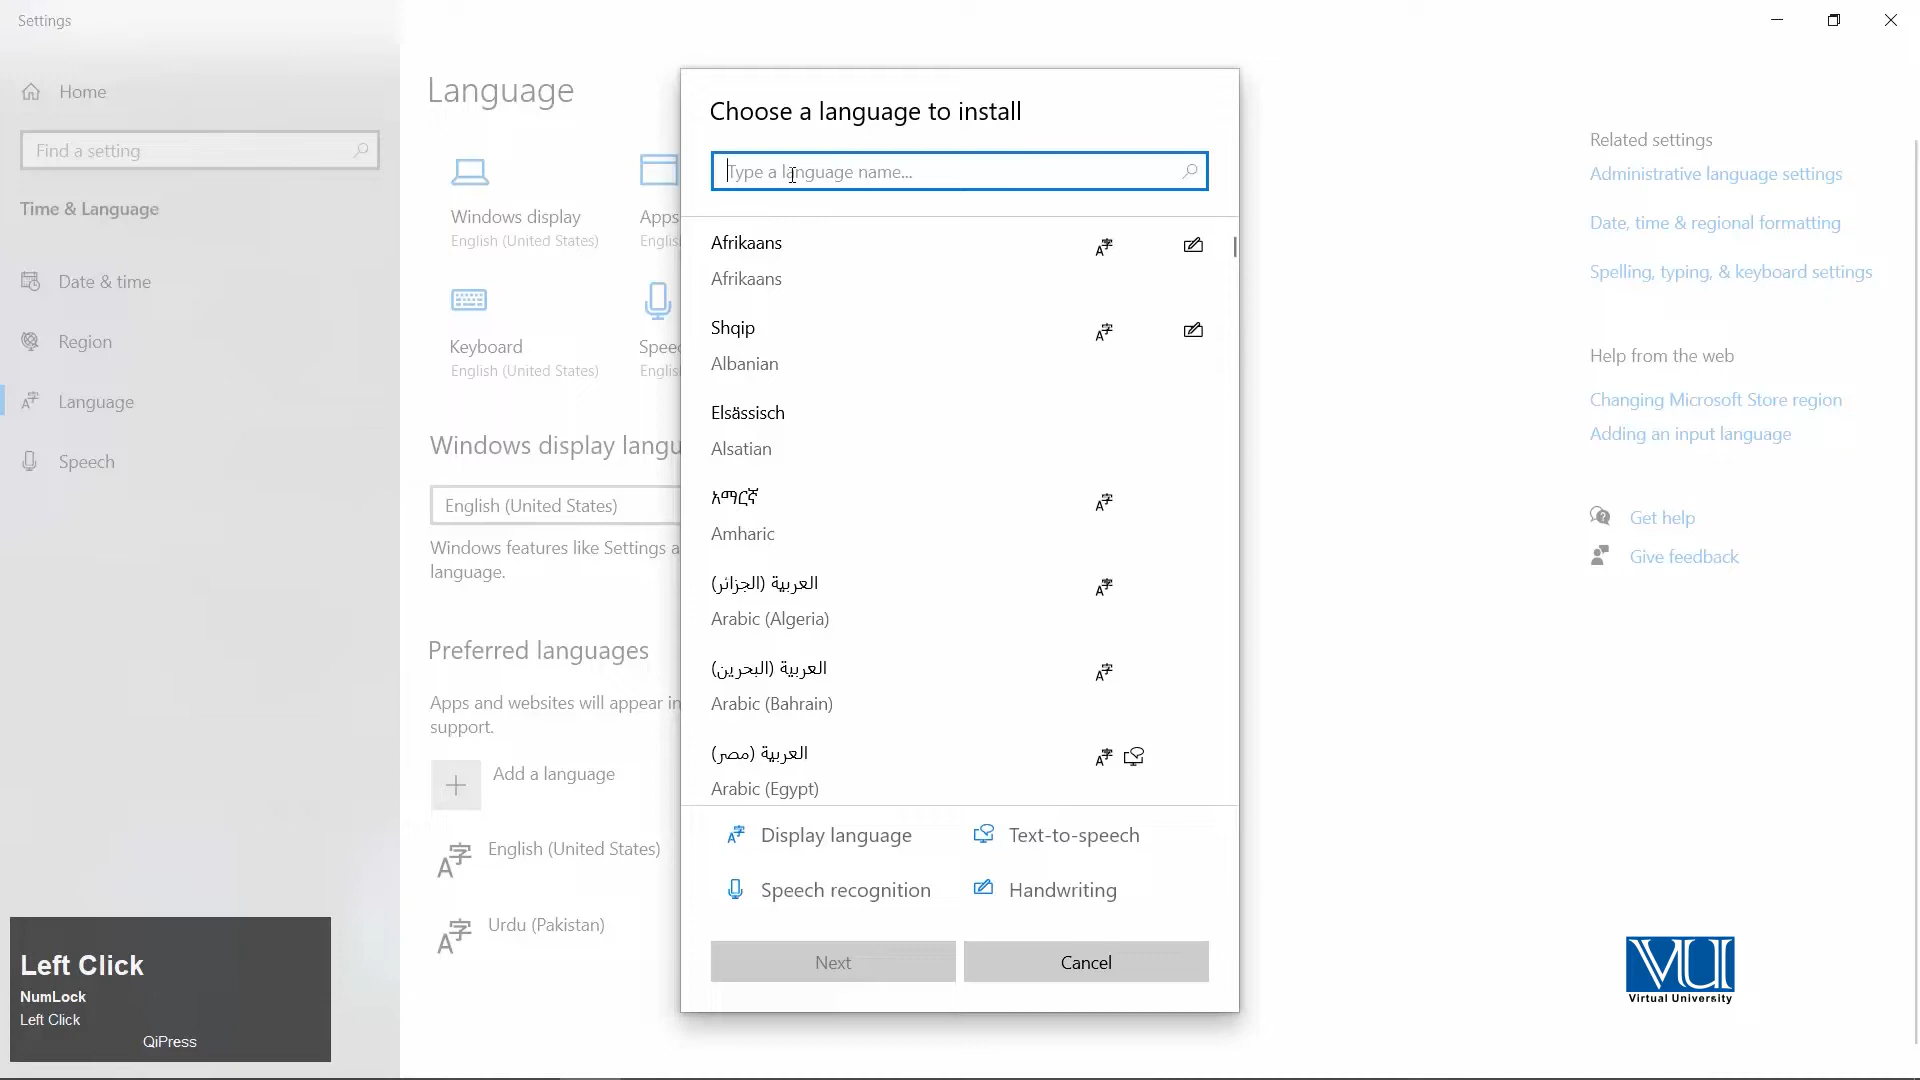 Settings
Home
Find a setting
Time & Language
Date & time
Region
Language
Speech
Language
Windows display
English (United States)
Apps
Englis
Keyboard
English (United States)
Speec
Englis
Windows display langu
English (United States)
Windows features like Settings a
language.
Preferred languages
Apps and websites will appear in
support.
Add a language
English (United States)
Urdu (Pakistan)
Choose a language to install
Type a language name...
Afrikaans
Afrikaans
Shqip
Albanian
Elsässisch
Alsatian
አማርኛ
Amharic
العربية (الجزائر)
Arabic (Algeria)
العربية (البحرين)
Arabic (Bahrain)
العربية (مصر)
Arabic (Egypt)
Display language
Text-to-speech
Speech recognition
Handwriting
Next
Cancel
Related settings
Administrative language settings
Date, time & regional formatting
Spelling, typing, & keyboard settings
Help from the web
Changing Microsoft Store region
Adding an input language
Get help
Give feedback
Left Click
NumLock
Left Click
QiPress
VU
Virtual University